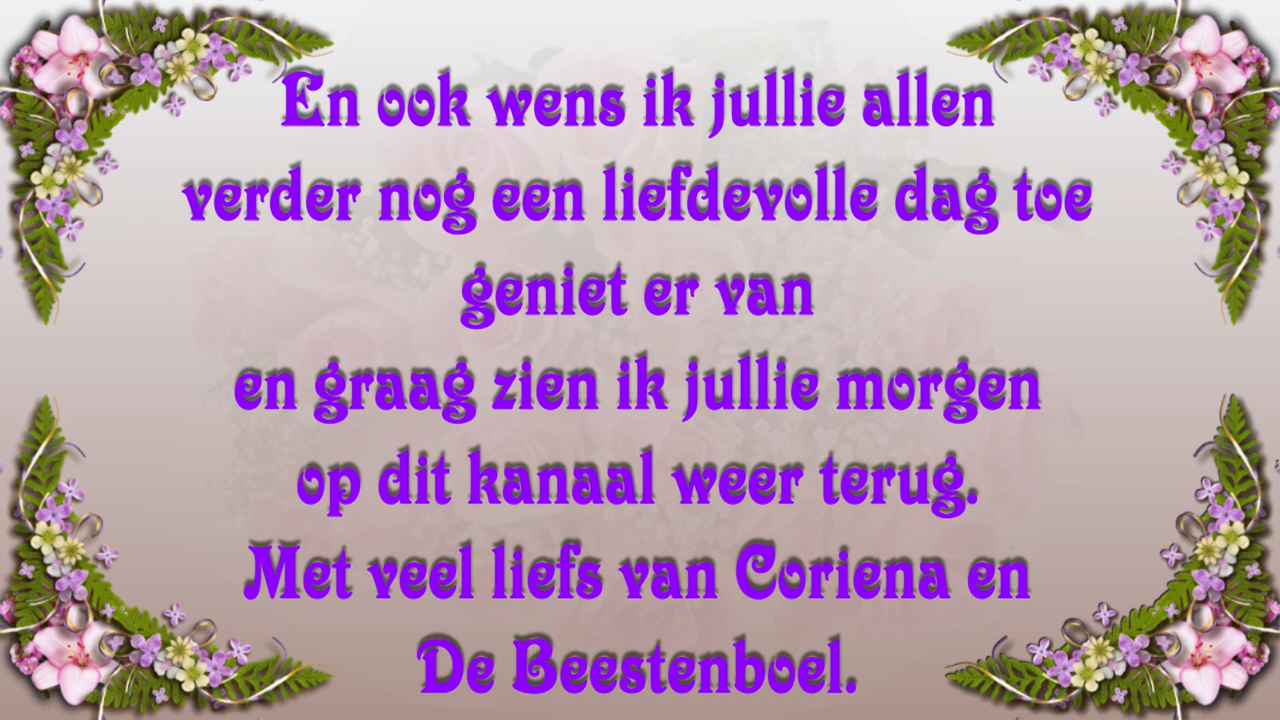 En ook wens ik jullie allen
verder nog een liefdevolle dag toe
geniet er van
en graag zien ik jullie morgen
op dit kanaal weer terug.
Met veel liefs van Coriena en
De Beestenboel.